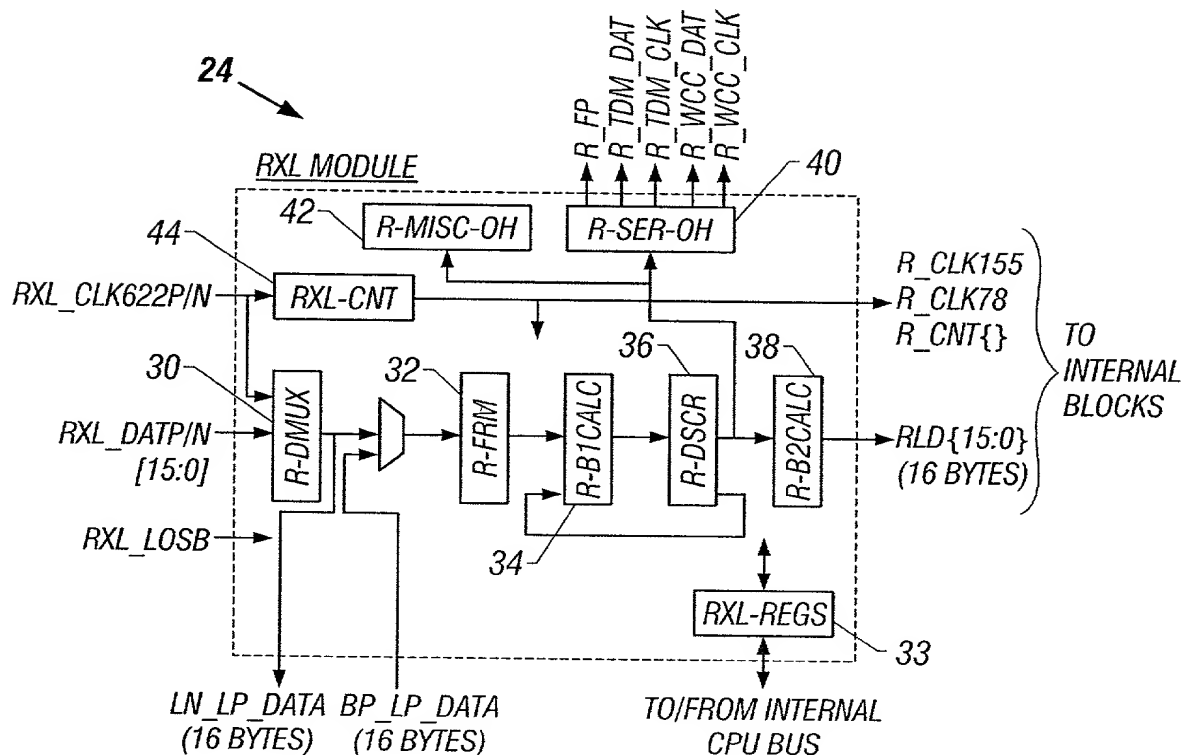 24
RXL MODULE
R_FP
R_TDM_DAT
R_TDM_CLK
R_WCC_DAT
R_WCC_CLK
40
42
R-MISC-OH
R-SER-OH
44
RXL_CLK622P/N
RXL-CNT
R_CLK155
R_CLK78
R_CNT{}
TO
INTERNAL
BLOCKS
30
32
36
38
RXL_DATP/N
[15:0]
R-DMUX
R-FRM
R-B1CALC
R-DSCR
R-B2CALC
RLD{15:0}
(16 BYTES)
RXL_LOSB
34
RXL-REGS
33
LN_LP_DATA
(16 BYTES)
BP_LP_DATA
(16 BYTES)
TO/FROM INTERNAL
CPU BUS